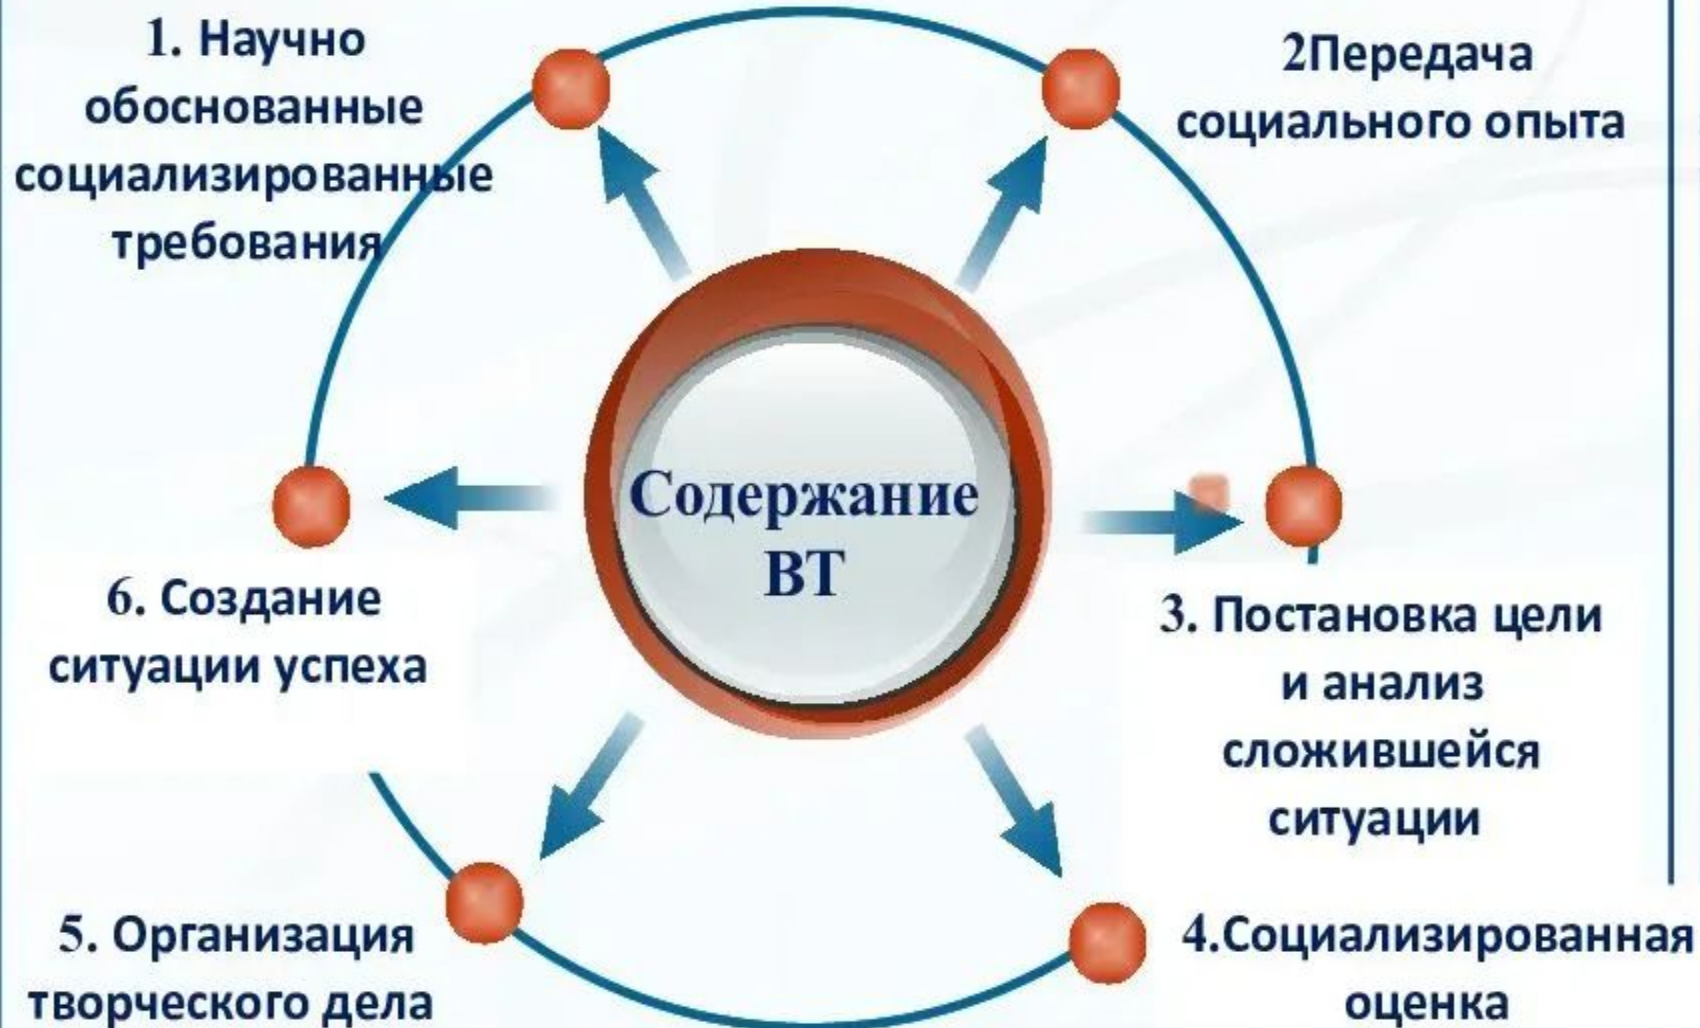 1. Научно
обоснованные
социализированные
требования
2Передача
социального опыта
Содержание
ВТ
3. Постановка цели
и анализ
сложившейся
ситуации
4.Социализированная
оценка
5. Организация
творческого дела
6. Создание
ситуации успеха